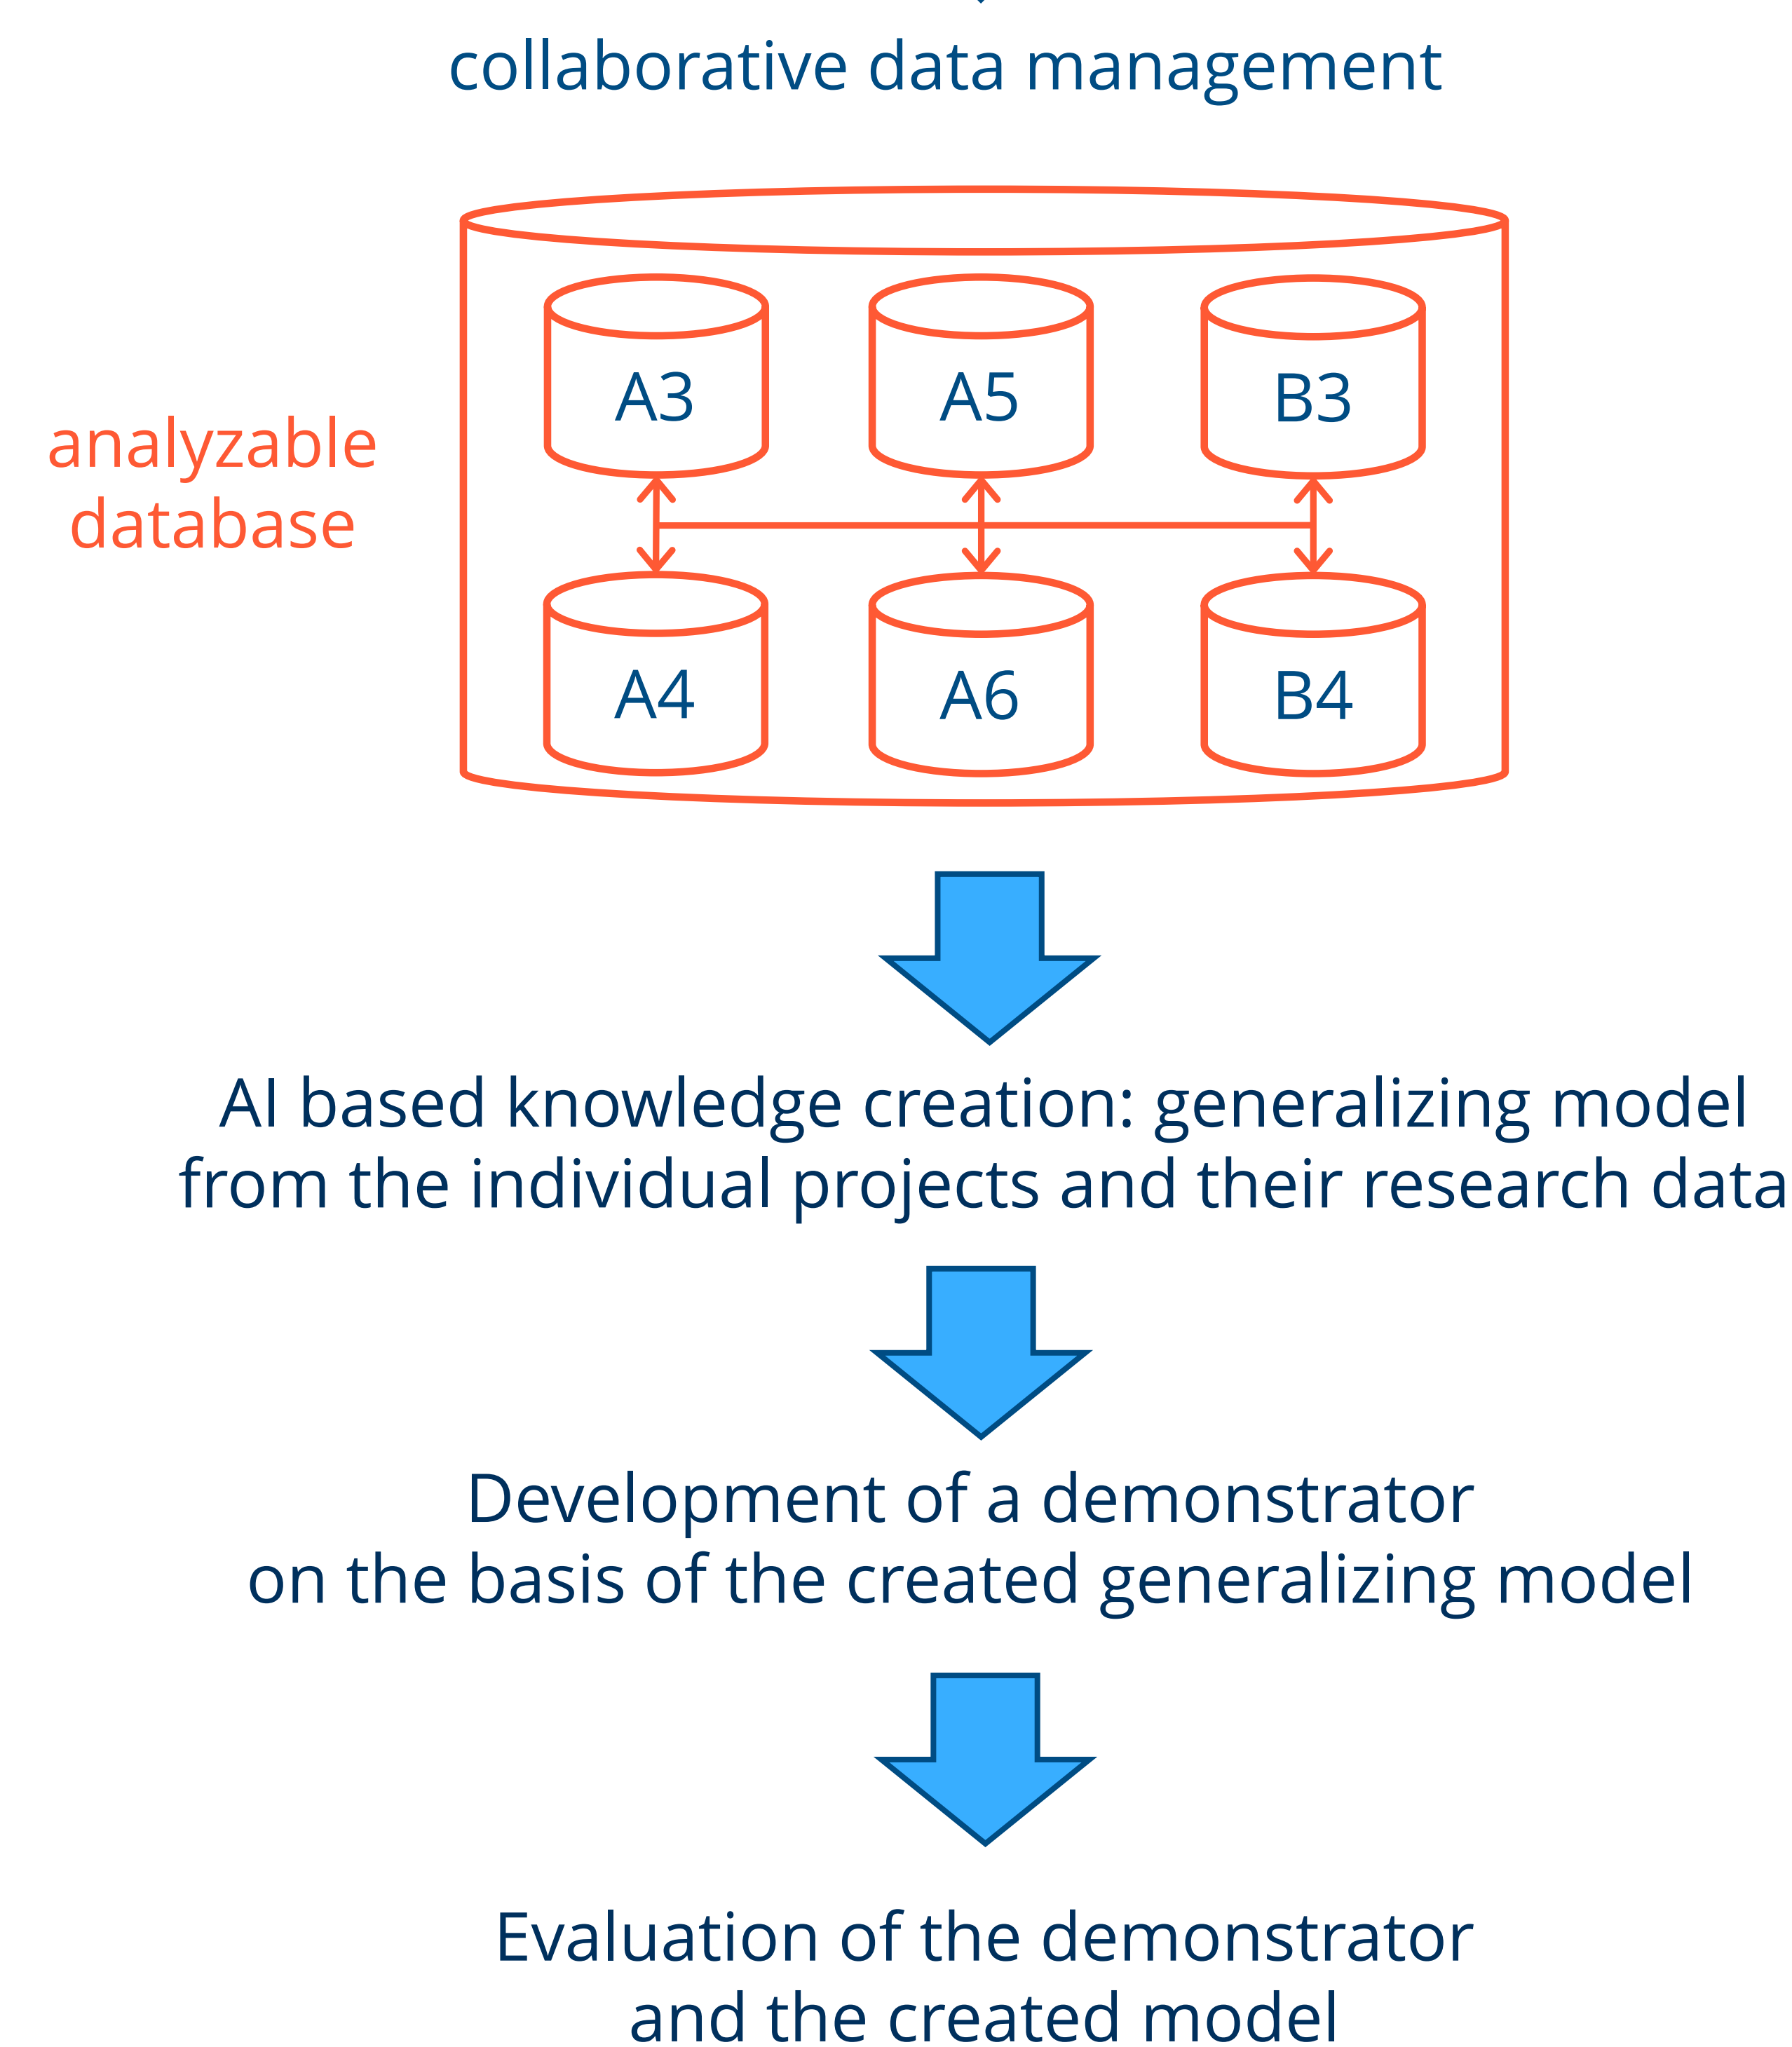 collaborative data management
A3
A5
B3
analyzable
database
A4
A6
B4
AI based knowledge creation: generalizing model
from the individual projects and their research data
Development of a demonstrator
on the basis of the created generalizing model
Evaluation of the demonstrator
and the created model